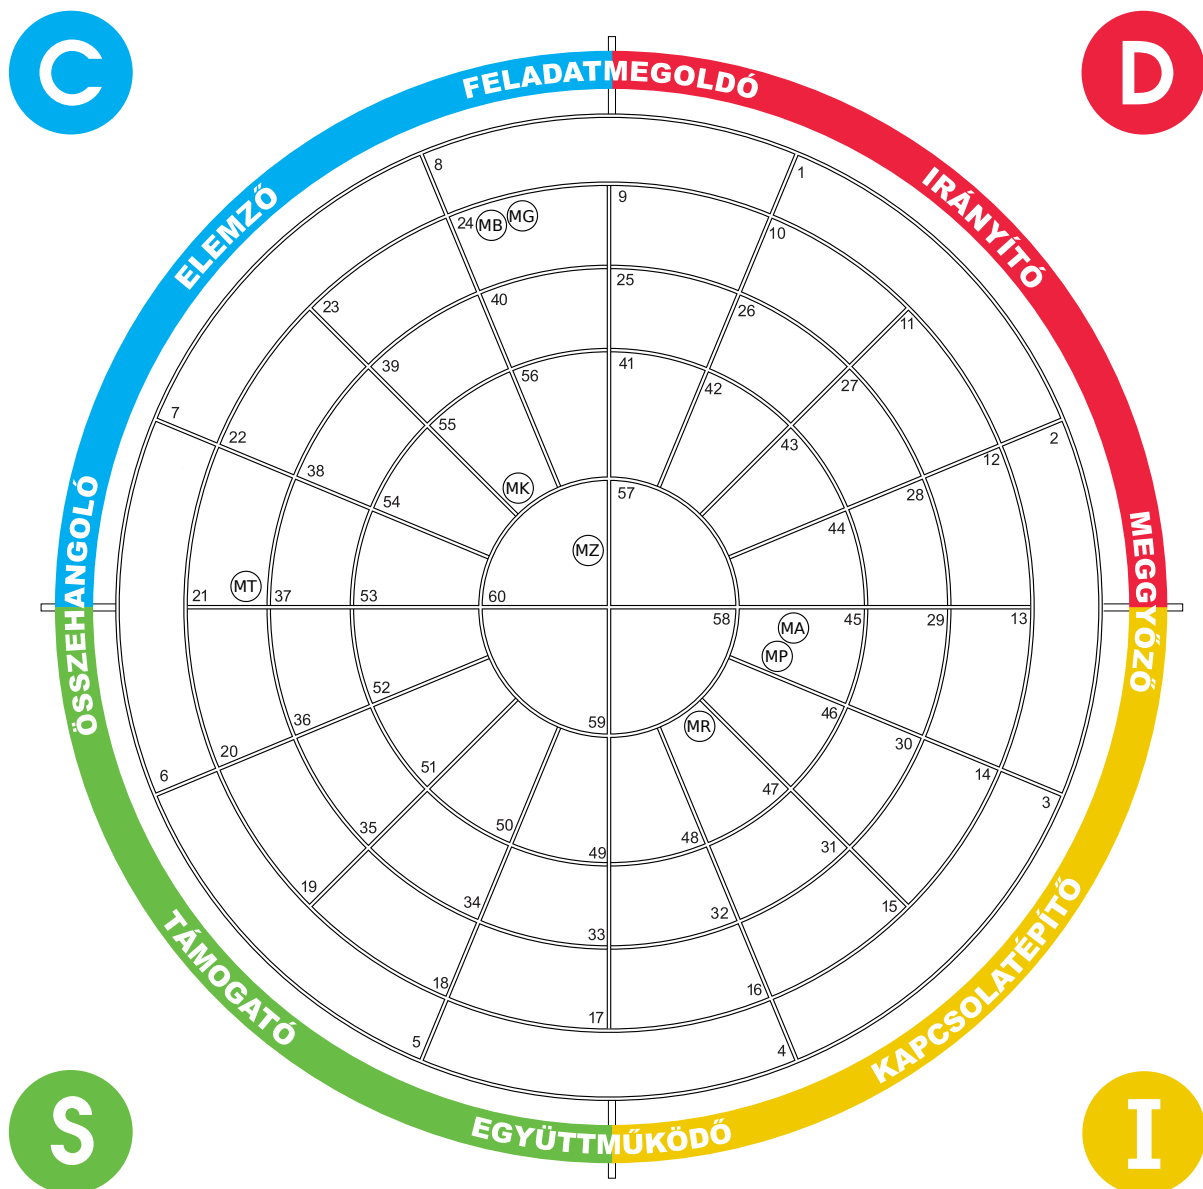 C
D
FELADATMEGOLDÓ
ELEMZŐ
IRÁNYÍTÓ
8
1
24 MB MG
9
10
23
40
25
26
11
39
56
41
42
27
7
22
55
43
2
12
38
54
MK
57
44
28
ÖSSZEHANGOLÓ
MEGGYŐZŐ
MZ
21 MT 37 53 60
58 MA 45 29 13
MP
52
46
36
59 MR
30
20
51
47
14
6
3
35
50
49
48
31
19
34
33
32
15
18
17
16
5
4
TÁMOGATÓ
KAPCSOLATÉPÍTŐ
EGYÜTTMŰKÖDŐ
S
I